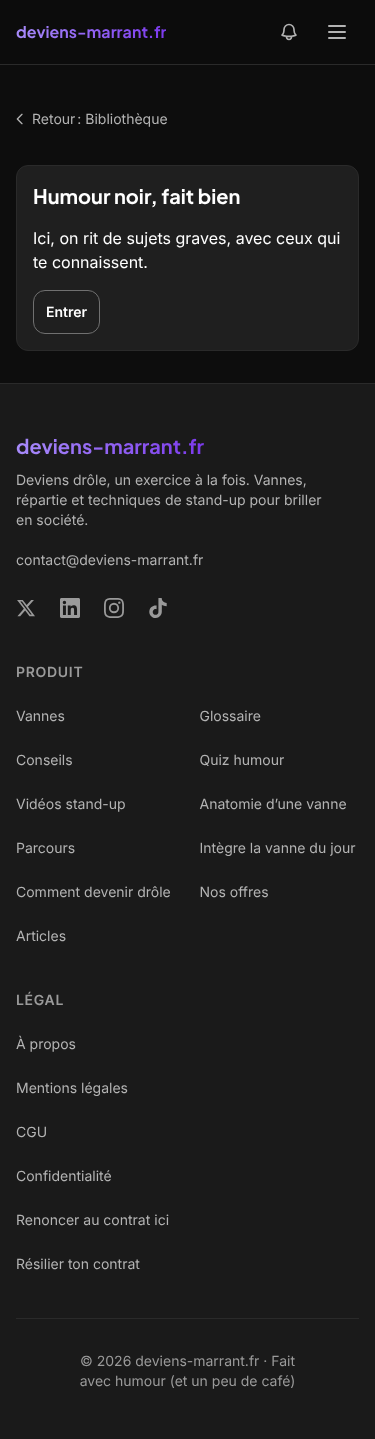 deviens-marrant.fr
Retour : Bibliothèque
Humour noir, fait bien
Ici, on rit de sujets graves, avec ceux qui
te connaissent.
Entrer
deviens-marrant.fr
Deviens drôle, un exercice à la fois. Vannes,
répartie et techniques de stand-up pour briller
en société.
contact@deviens-marrant.fr
PRODUIT
Vannes
Glossaire
Conseils
Quiz humour
Vidéos stand-up
Anatomie d’une vanne
Parcours
Intègre la vanne du jour
Comment devenir drôle
Nos offres
Articles
LÉGAL
À propos
Mentions légales
CGU
Confidentialité
Renoncer au contrat ici
Résilier ton contrat
© 2026 deviens-marrant.fr · Fait
avec humour (et un peu de café)